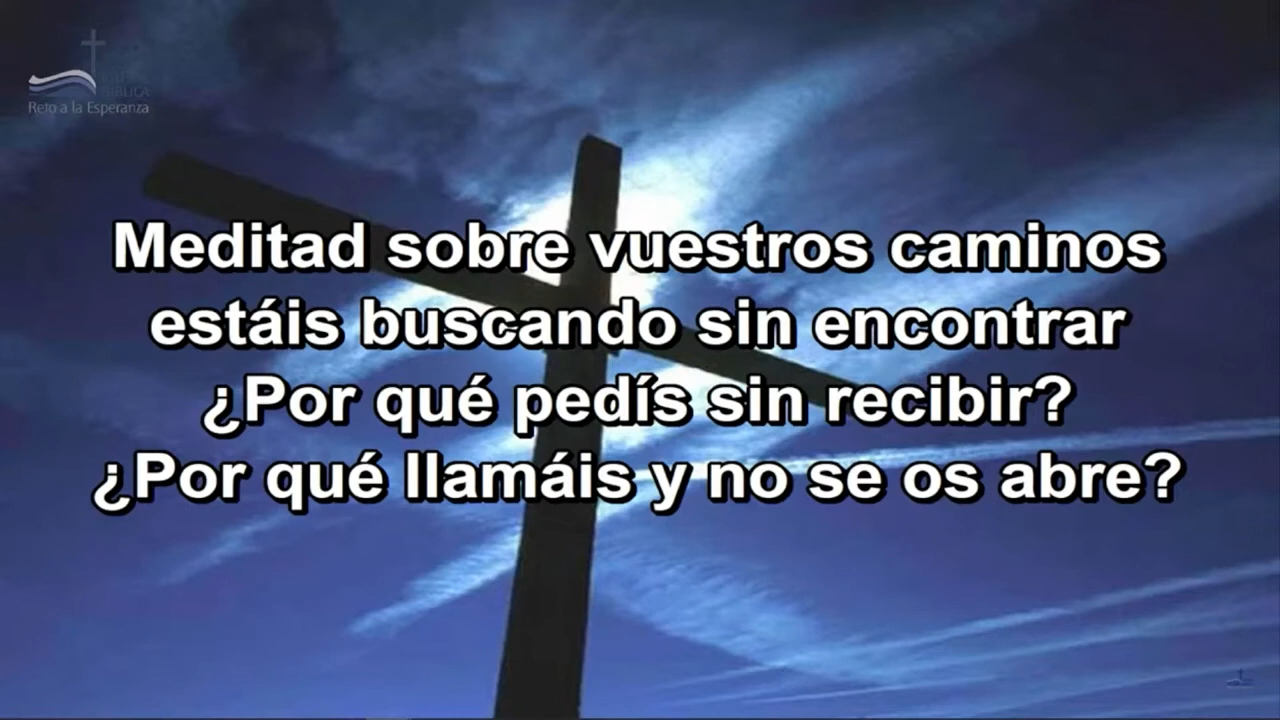 BÍBLICA
Reto a la Esperanza
Meditad sobre vuestros caminos
estáis buscando sin encontrar
¿Por qué pedís sin recibir?
¿Por qué llamáis y no se os abre?